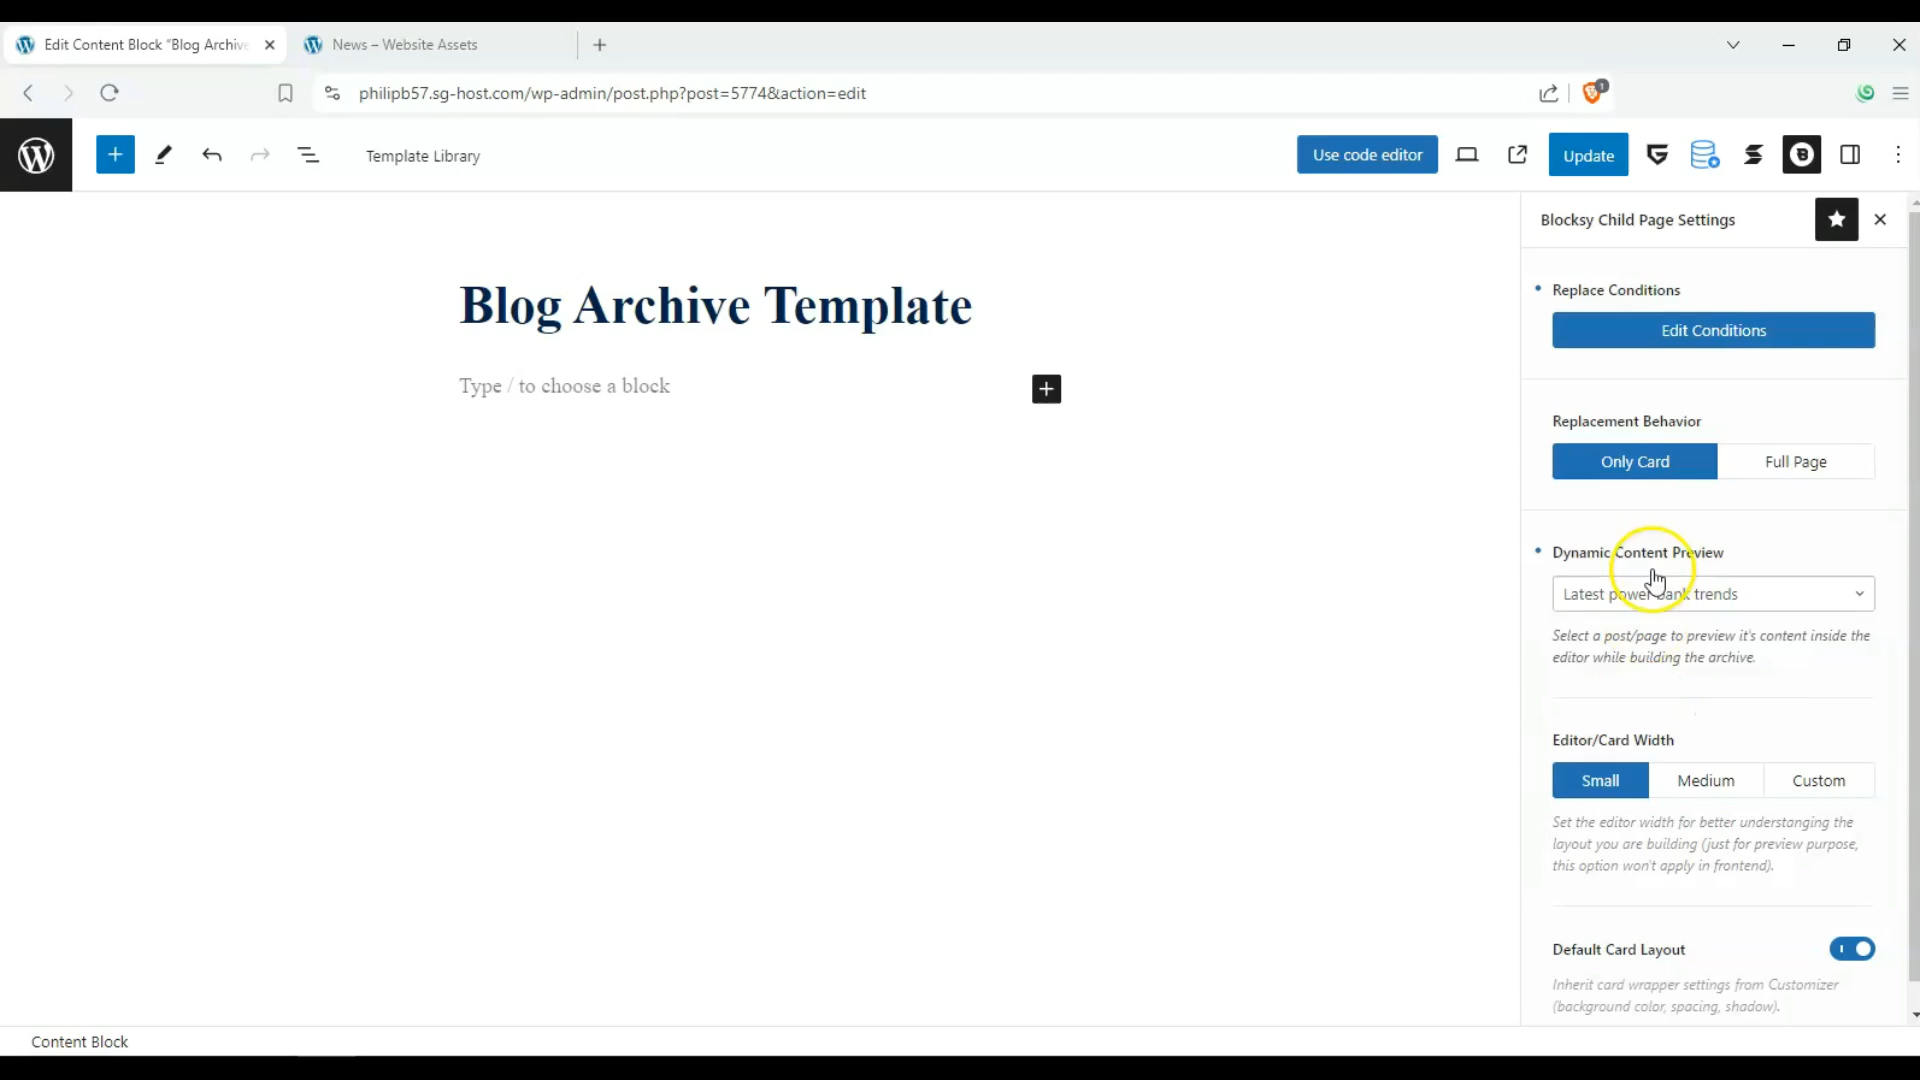 Edit Content Block “Blog Archive
News – Website Assets
philipb57.sg-host.com/wp-admin/post.php?post=5774&action=edit
1
Template Library
Use code editor
Update
Blocksy Child Page Settings
Blog Archive Template
Type / to choose a block
Replace Conditions
Edit Conditions
Replacement Behavior
Only Card
Full Page
Dynamic Content Preview
Latest power bank trends
Select a post/page to preview it's content inside the
editor while building the archive.
Editor/Card Width
Small
Medium
Custom
Set the editor width for better understanging the
layout you are building (just for preview purpose,
this option won't apply in frontend).
Default Card Layout
Inherit card wrapper settings from Customizer
(background color, spacing, shadow).
Content Block